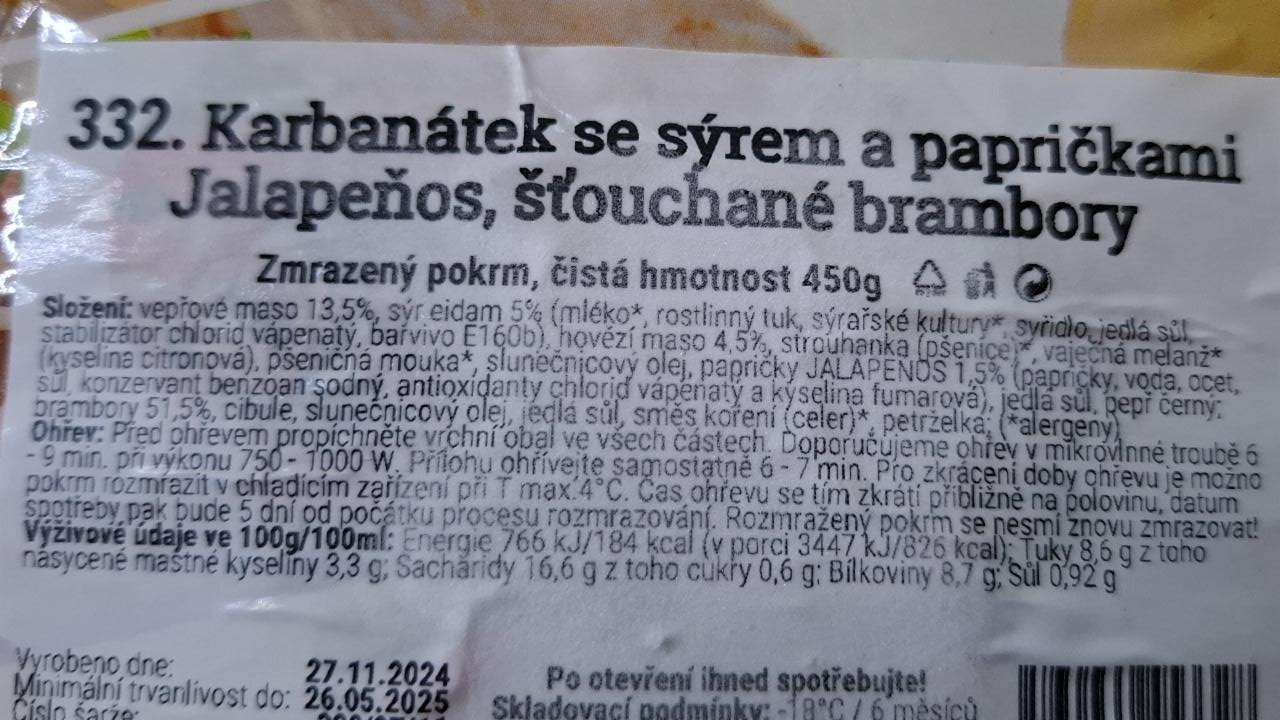 332. Karbanátek se sýrem a papričkami
Jalapeňos, šťouchané brambory
Zmrazený pokrm, čistá hmotnost 450g
Složení: vepřové maso 13,5%, sýr eidam 5% (mléko*, rostlinný tuk, sýrařské kultury*, syřidlo, jedlá sůl,
stabilizátor chlorid vápenatý, barvivo E160b), hovězí maso 4,5%, strouhanka (pšenice)*, vaječná melanž*
(kyselina citronová), pšeničná mouka*, slunečnicový olej, papričky JALAPENOS 1,5% (papričky, voda, ocet,
sůl, konzervant benzoan sodný, antioxidanty chlorid vápenatý a kyselina fumarová), jedlá sůl, pepř černý;
brambory 51,5%, cibule, slunečnicový olej, jedlá sůl, směs koření (celer)*, petržélka; (*alergeny)
Ohřev: Před ohřevem propíchněte vrchní obal ve všech částech. Doporučujeme ohřev v mikrovlnné troubě 6
- 9 min. při výkonu 750 - 1000 W. Přílohu ohřívejte samostatně 6 - 7 min. Pro zkrácení doby ohřevu je možno
pokrm rozmrazit v chladícím zařízení při T max.4°C. Čas ohřevu se tím zkrátí přibližně na polovinu, datum
spotřeby pak bude 5 dní od počátku procesu rozmrazování. Rozmražený pokrm se nesmí znovu zmrazovat!
Výživové údaje ve 100g/100ml: Energie 766 kJ/184 kcal (v porci 3447 kJ/826 kcal); Tuky 8,6 g z toho
nasycené mastné kyseliny 3,3 g; Sacharidy 16,6 g z toho cukry 0,6 g; Bílkoviny 8,7 g; Sůl 0,92 g
Vyrobeno dne: 27.11.2024
Minimální trvanlivost do: 26.05.2025
Číslo šarže:
Po otevření ihned spotřebujte!
Skladovací podmínky: -18°C / 6 měsíců